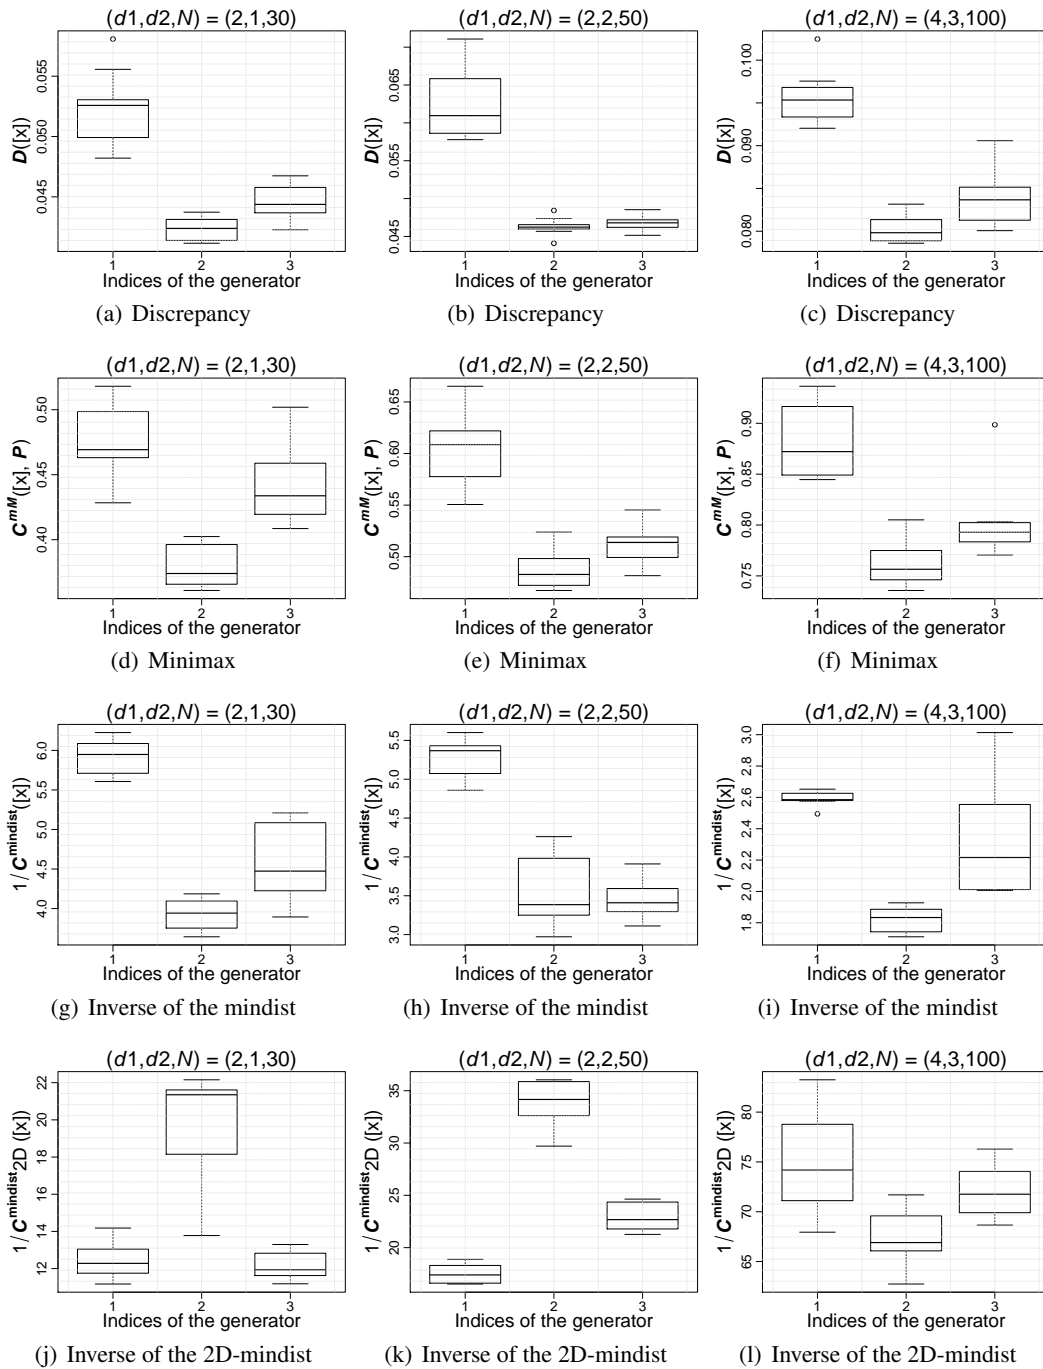 (d1,d2,N) = (2,1,30)
(d1,d2,N) = (2,2,50)
(d1,d2,N) = (4,3,100)
D([x])
0.055
0.050
0.045
1 2 3
Indices of the generator
D([x])
0.065
0.055
0.045
1 2 3
Indices of the generator
D([x])
0.100
0.090
0.080
1 2 3
Indices of the generator
(a) Discrepancy
(b) Discrepancy
(c) Discrepancy
(d1,d2,N) = (2,1,30)
(d1,d2,N) = (2,2,50)
(d1,d2,N) = (4,3,100)
C^mM([x], P)
0.50
0.45
0.40
1 2 3
Indices of the generator
C^mM([x], P)
0.65
0.60
0.55
0.50
1 2 3
Indices of the generator
C^mM([x], P)
0.90
0.85
0.80
0.75
1 2 3
Indices of the generator
(d) Minimax
(e) Minimax
(f) Minimax
(d1,d2,N) = (2,1,30)
(d1,d2,N) = (2,2,50)
(d1,d2,N) = (4,3,100)
1/C^mindist([x])
6.0
5.5
5.0
4.5
4.0
1 2 3
Indices of the generator
1/C^mindist([x])
5.5
5.0
4.5
4.0
3.5
3.0
1 2 3
Indices of the generator
1/C^mindist([x])
3.0
2.8
2.6
2.4
2.2
2.0
1.8
1 2 3
Indices of the generator
(g) Inverse of the mindist
(h) Inverse of the mindist
(i) Inverse of the mindist
(d1,d2,N) = (2,1,30)
(d1,d2,N) = (2,2,50)
(d1,d2,N) = (4,3,100)
1/C^mindist2D ([x])
22
20
18
16
14
12
1 2 3
Indices of the generator
1/C^mindist2D ([x])
35
30
25
20
1 2 3
Indices of the generator
1/C^mindist2D ([x])
80
75
70
65
1 2 3
Indices of the generator
(j) Inverse of the 2D-mindist
(k) Inverse of the 2D-mindist
(l) Inverse of the 2D-mindist